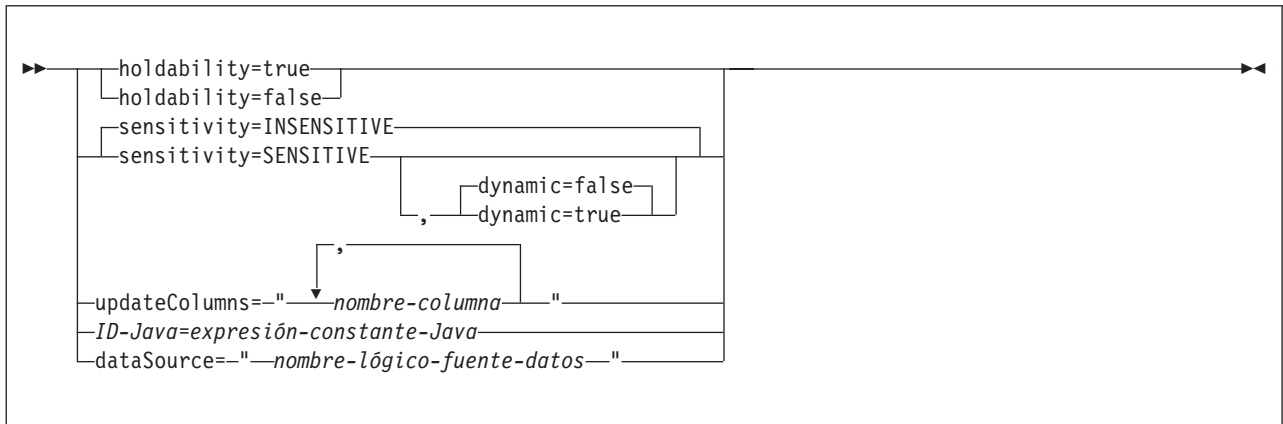 holdability=true
holdability=false
sensitivity=INSENSITIVE
sensitivity=SENSITIVE
dynamic=false
, dynamic=true
,
updateColumns= " nombre-columna "
ID-Java=expresión-constante-Java
dataSource= " nombre-lógico-fuente-datos "